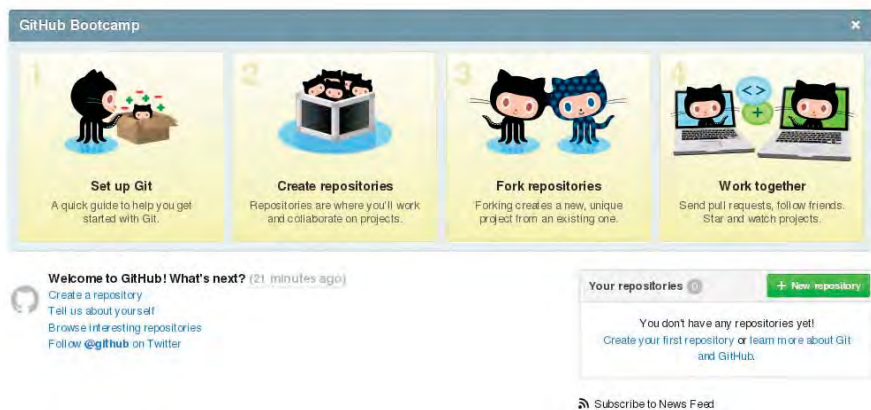 GitHub Bootcamp
×
1
Set up Git
A quick guide to help you get
started with Git.
2
Create repositories
Repositories are where you'll work
and collaborate on projects.
3
Fork repositories
Forking creates a new, unique
project from an existing one.
4
<>
+
Work together
Send pull requests, follow friends.
Star and watch projects.
Welcome to GitHub! What's next? (21 minutes ago)
Create a repository
Tell us about yourself
Browse interesting repositories
Follow @github on Twitter
Your repositories 0
+ New repository
You don't have any repositories yet!
Create your first repository or learn more about Git
and GitHub.
Subscribe to News Feed